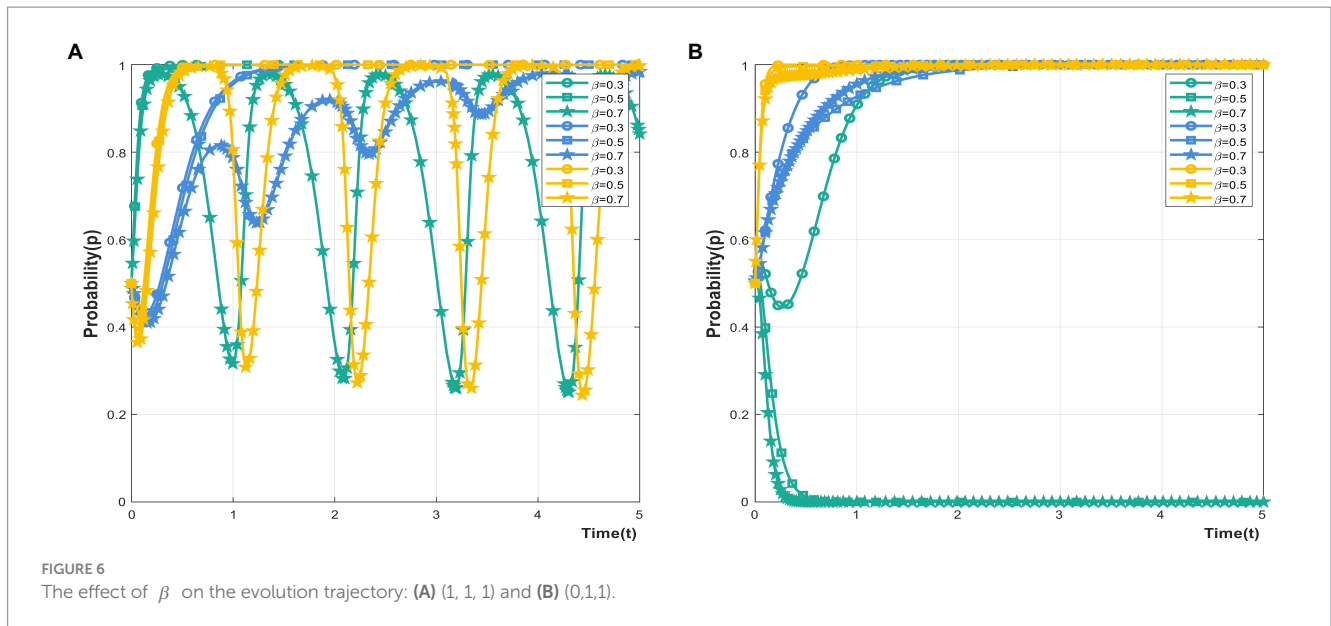 A
Probability(p)
1
0.8
0.6
0.4
0.2
0
0 1 2 3 4 5
Time(t)
β=0.3
β=0.5
β=0.7
β=0.3
β=0.5
β=0.7
β=0.3
β=0.5
β=0.7
B
Probability(p)
1
0.8
0.6
0.4
0.2
0
0 1 2 3 4 5
Time(t)
β=0.3
β=0.5
β=0.7
β=0.3
β=0.5
β=0.7
β=0.3
β=0.5
β=0.7
FIGURE 6
The effect of β on the evolution trajectory: (A) (1, 1, 1) and (B) (0,1,1).